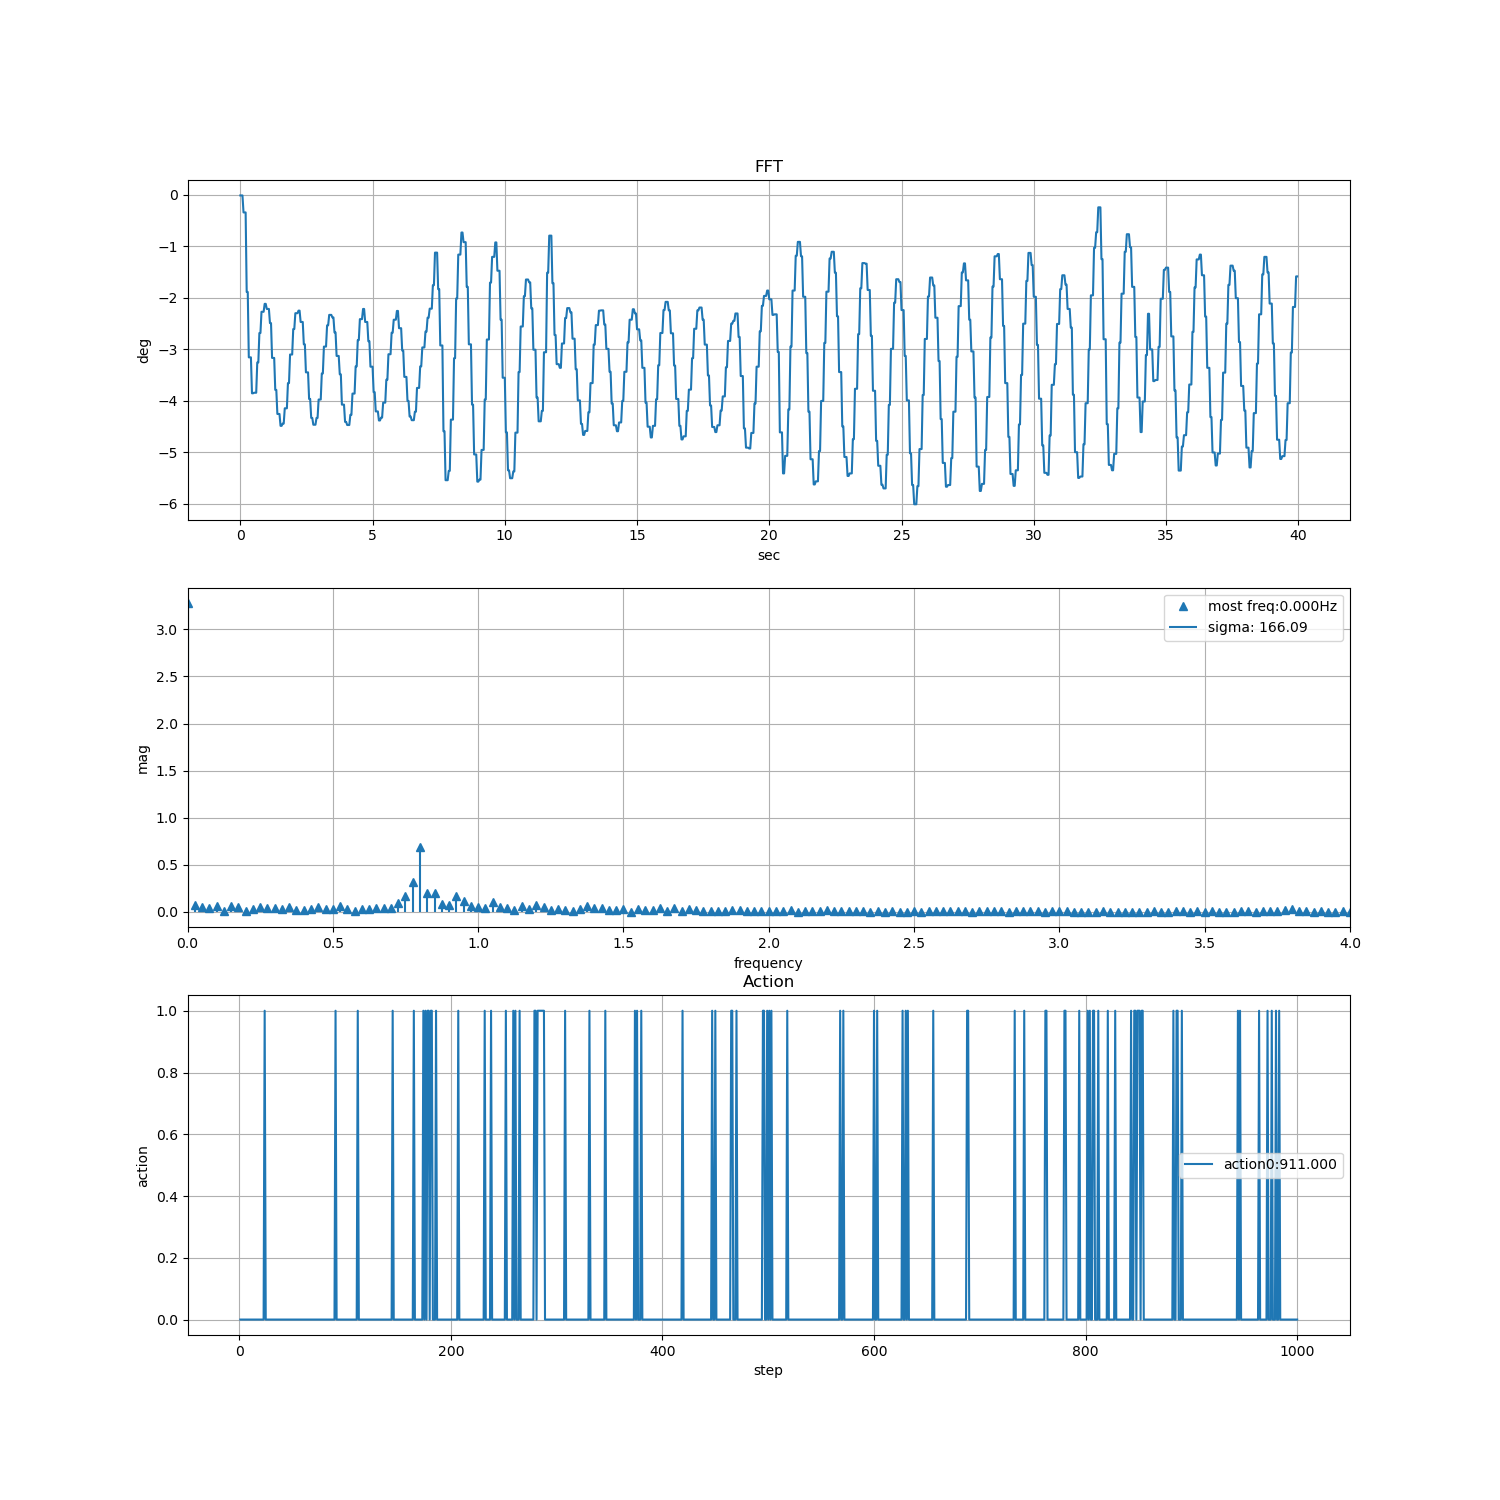 FFT
0
−1
−2
−3
−4
−5
−6
deg
0 5 10 15 20 25 30 35 40
sec
most freq:0.000Hz
sigma: 166.09
3.0
2.5
2.0
1.5
1.0
0.5
0.0
mag
0.0 0.5 1.0 1.5 2.0 2.5 3.0 3.5 4.0
frequency
Action
1.0
0.8
0.6
0.4
0.2
0.0
action
action0:911.000
0 200 400 600 800 1000
step